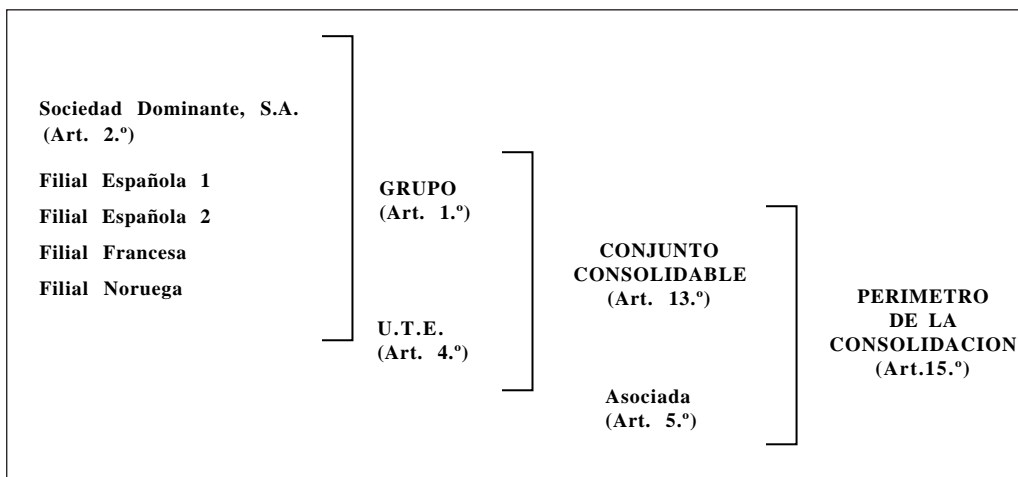 Sociedad Dominante, S.A.
(Art. 2.º)
Filial Española 1
Filial Española 2
Filial Francesa
Filial Noruega
GRUPO
(Art. 1.º)
U.T.E.
(Art. 4.º)
CONJUNTO
CONSOLIDABLE
(Art. 13.º)
Asociada
(Art. 5.º)
PERIMETRO
DE LA
CONSOLIDACION
(Art.15.º)